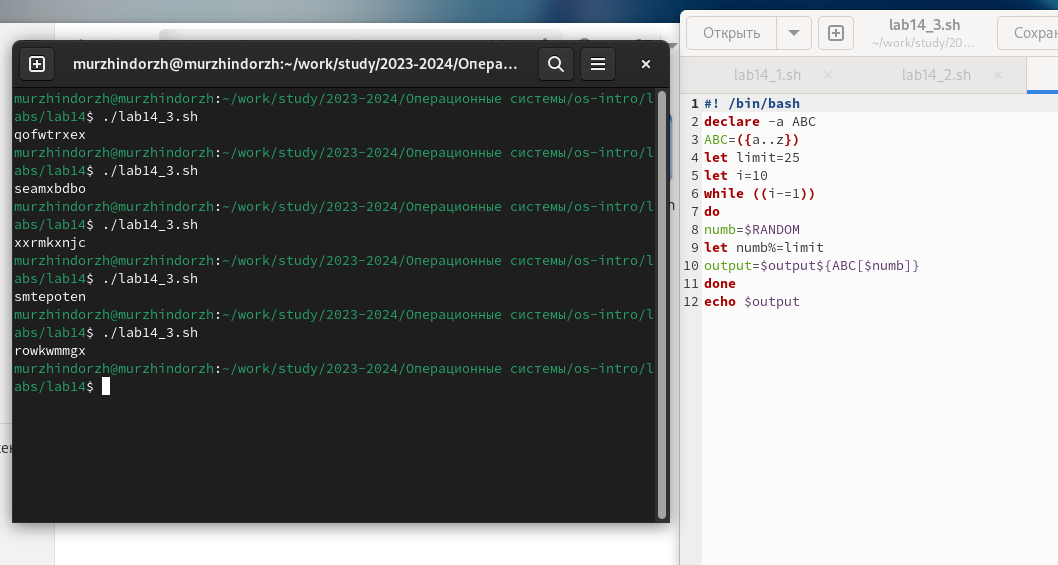 murzhindorzh@murzhindorzh:~/work/study/2023-2024/Опера...
murzhindorzh@murzhindorzh:~/work/study/2023-2024/Операционные системы/os-intro/l
abs/lab14$ ./lab14_3.sh
qofwtrxex
murzhindorzh@murzhindorzh:~/work/study/2023-2024/Операционные системы/os-intro/l
abs/lab14$ ./lab14_3.sh
seamxbdbo
murzhindorzh@murzhindorzh:~/work/study/2023-2024/Операционные системы/os-intro/l
abs/lab14$ ./lab14_3.sh
xxrmkxnjc
murzhindorzh@murzhindorzh:~/work/study/2023-2024/Операционные системы/os-intro/l
abs/lab14$ ./lab14_3.sh
smtepoten
murzhindorzh@murzhindorzh:~/work/study/2023-2024/Операционные системы/os-intro/l
abs/lab14$ ./lab14_3.sh
rowkwmmgx
murzhindorzh@murzhindorzh:~/work/study/2023-2024/Операционные системы/os-intro/l
abs/lab14$
Открыть
lab14_3.sh
~/work/study/20...
Сохран
lab14_1.sh
lab14_2.sh
1 #! /bin/bash
2 declare -a ABC
3 ABC=({a..z})
4 let limit=25
5 let i=10
6 while ((i-=1))
7 do
8 numb=$RANDOM
9 let numb%=limit
10 output=$output${ABC[$numb]}
11 done
12 echo $output